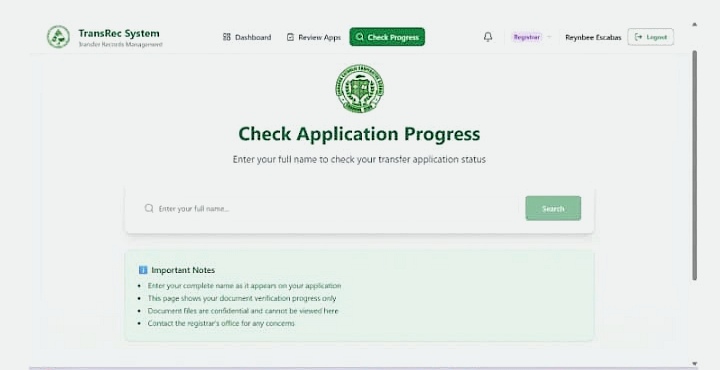 TransRec System
Transfer Records Management
Dashboard
Review Apps
Check Progress
Registrar
Reynbee Escabas
Logout
Check Application Progress
Enter your full name to check your transfer application status
Enter your full name...
Search
Important Notes
Enter your complete name as it appears on your application
This page shows your document verification progress only
Document files are confidential and cannot be viewed here
Contact the registrar's office for any concerns